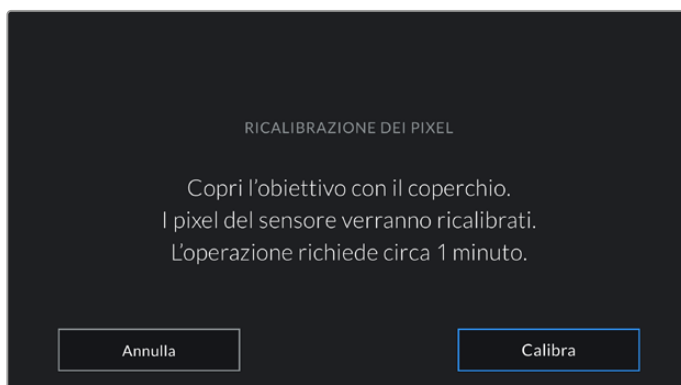 RICALIBRAZIONE DEI PIXEL
Copri l’obiettivo con il coperchio.
I pixel del sensore verranno ricalibrati.
L’operazione richiede circa 1 minuto.
Annulla
Calibra